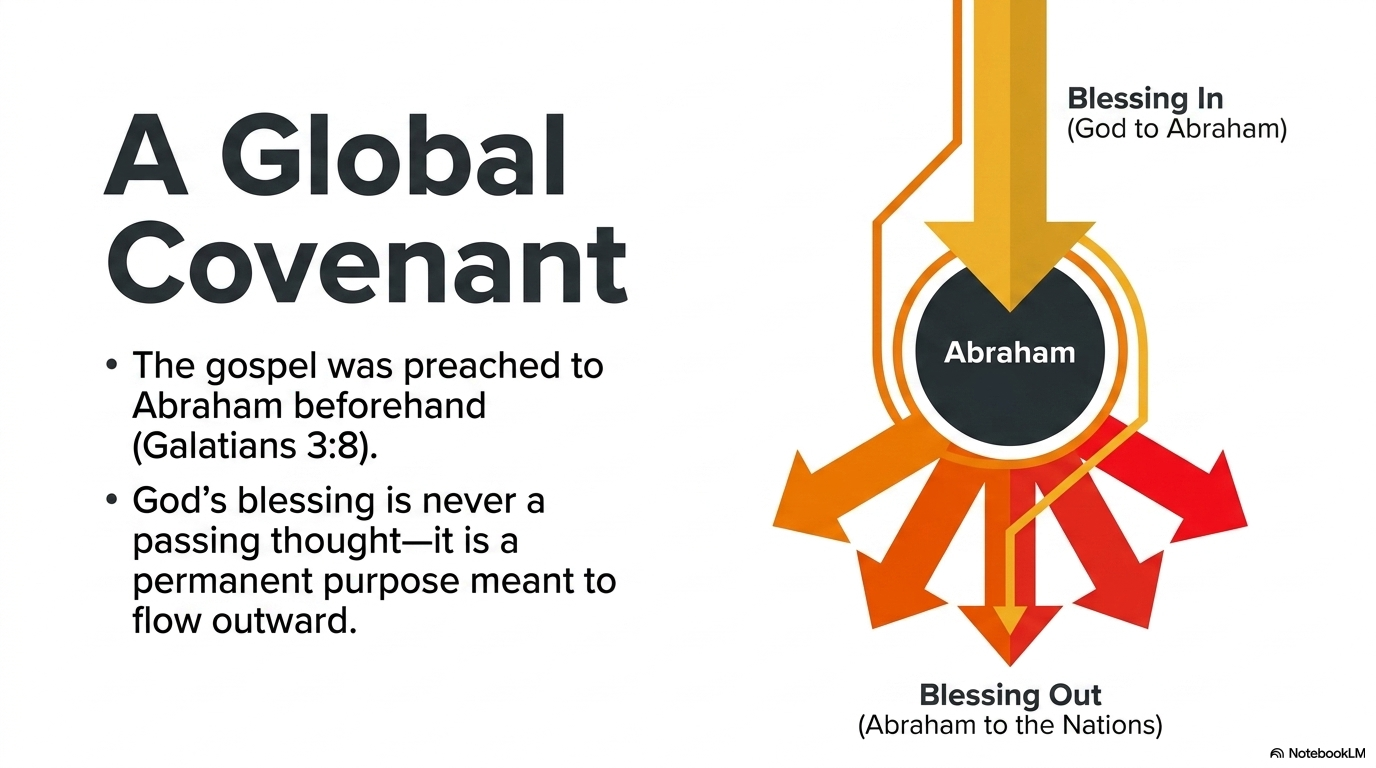 A Global
Covenant
• The gospel was preached to
Abraham beforehand
(Galatians 3:8).
• God’s blessing is never a
passing thought—it is a
permanent purpose meant to
flow outward.
Blessing In
(God to Abraham)
Abraham
Blessing Out
(Abraham to the Nations)
NotebookLM